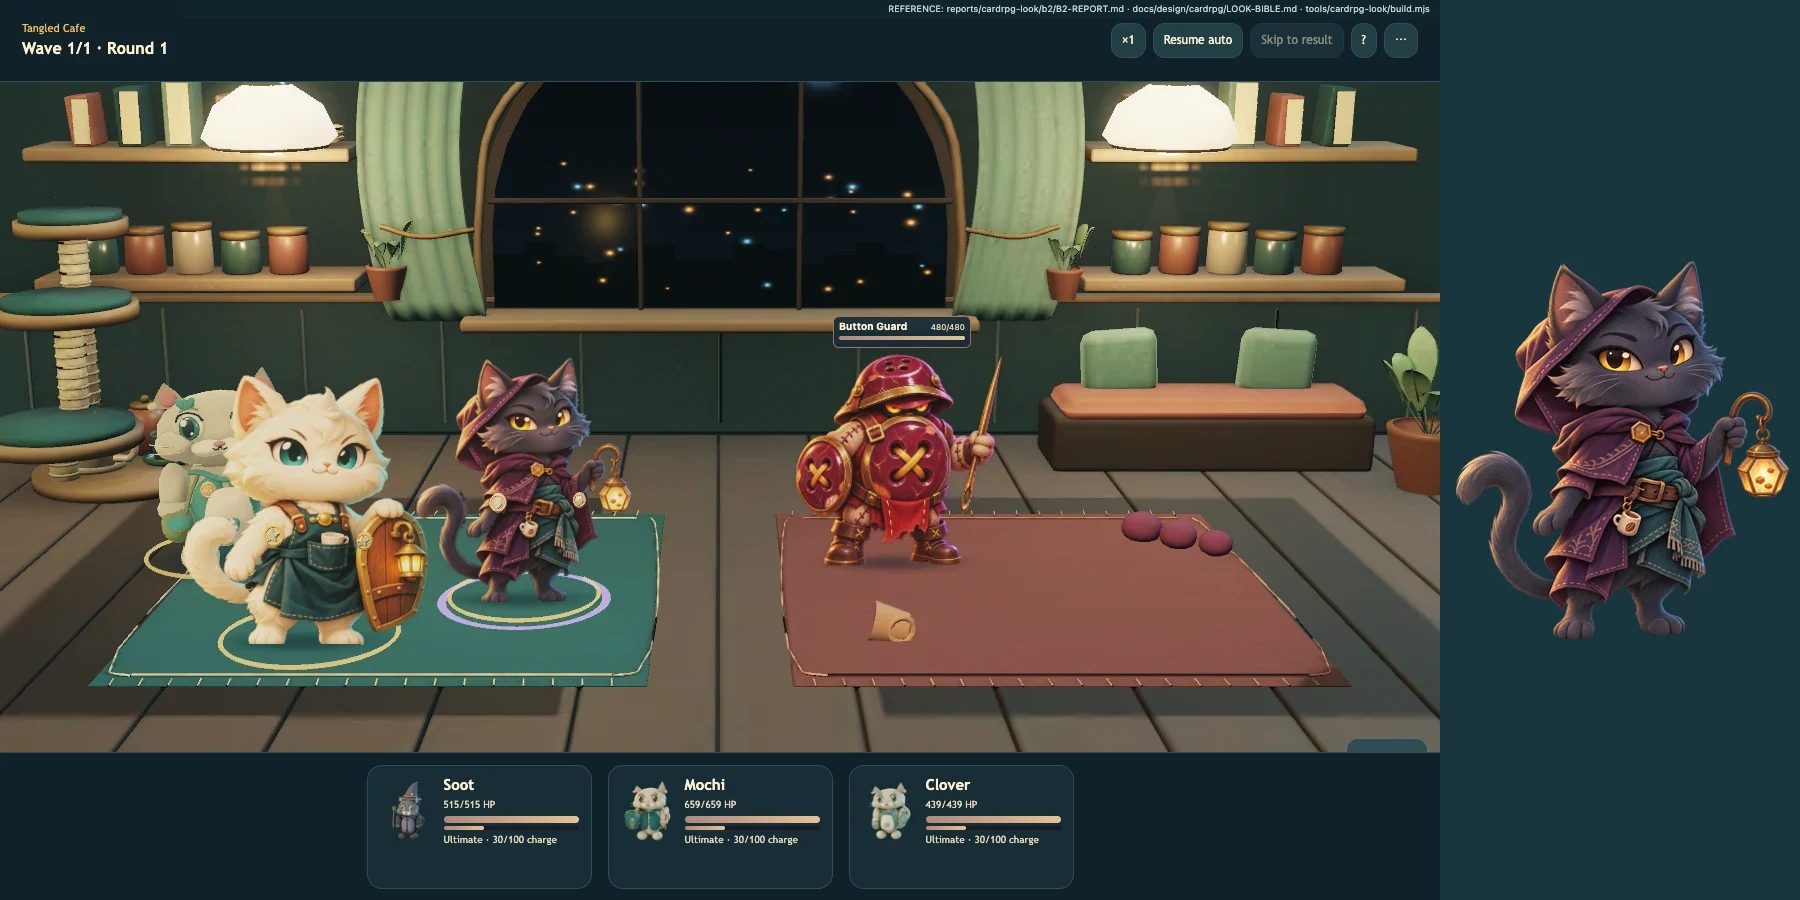 REFERENCE: reports/cardrpg-look/b2/B2-REPORT.md · docs/design/cardrpg/LOOK-BIBLE.md · tools/cardrpg-look/build.mjs
Tangled Cafe
Wave 1/1 · Round 1
×1
Resume auto
Skip to result
?
···
Button Guard 480/480
Soot
515/515 HP
Ultimate · 30/100 charge
Mochi
659/659 HP
Ultimate · 30/100 charge
Clover
439/439 HP
Ultimate · 30/100 charge